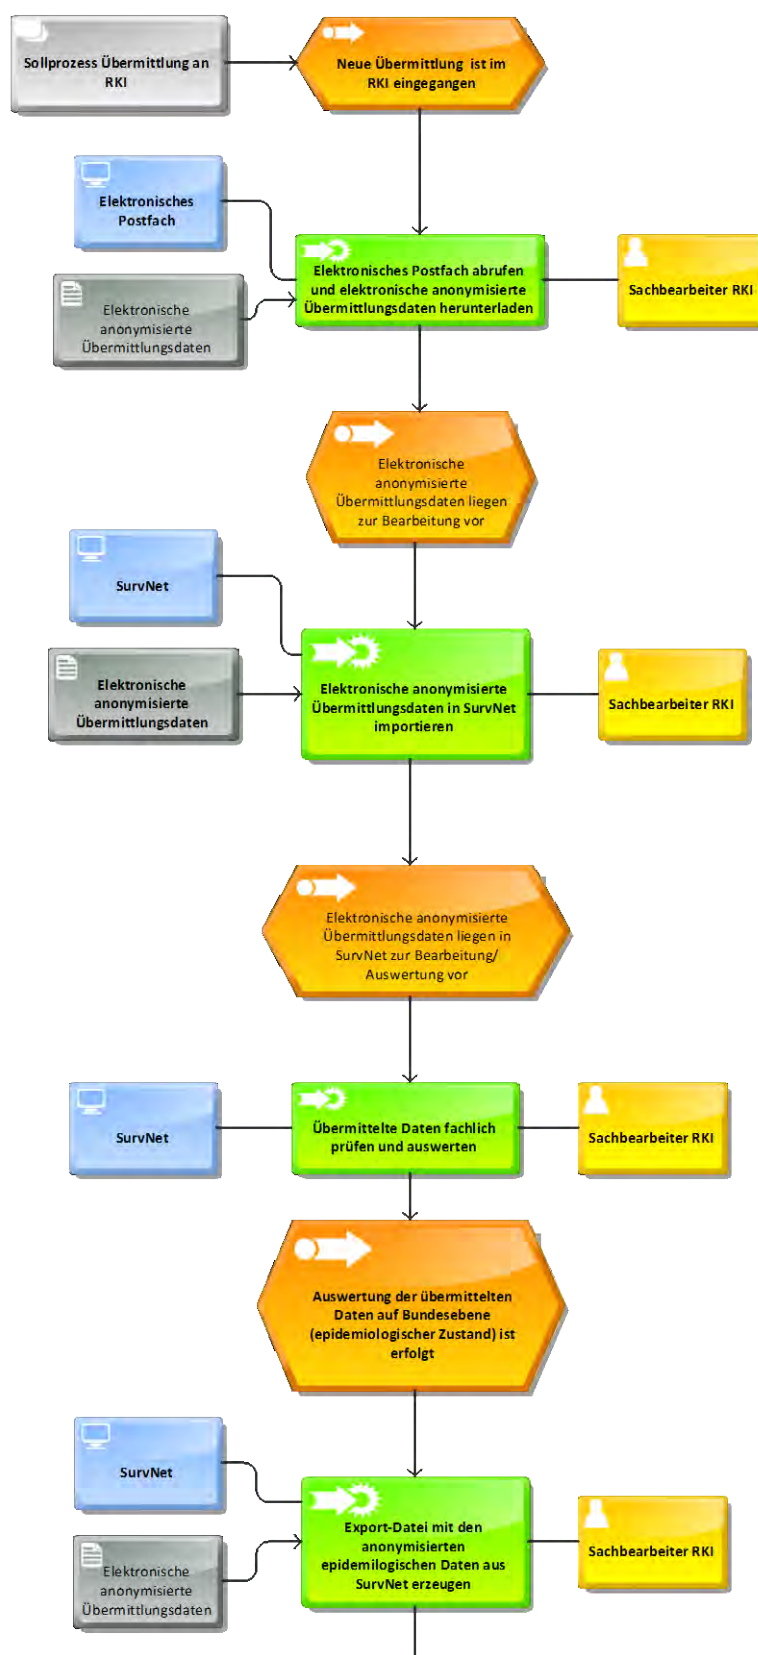 Sollprozess Übermittlung an
RKI
Neue Übermittlung ist im
RKI eingegangen
Elektronisches
Postfach
Elektronisches Postfach abrufen
und elektronische anonymisierte
Übermittlungsdaten herunterladen
Sachbearbeiter RKI
Elektronische
anonymisierte
Übermittlungsdaten
Elektronische
anonymisierte
Übermittlungsdaten liegen
zur Bearbeitung vor
SurvNet
Elektronische
anonymisierte
Übermittlungsdaten
Elektronische anonymisierte
Übermittlungsdaten in SurvNet
importieren
Sachbearbeiter RKI
Elektronische anonymisierte
Übermittlungsdaten liegen in
SurvNet zur Bearbeitung/
Auswertung vor
SurvNet
Übermittelte Daten fachlich
prüfen und auswerten
Sachbearbeiter RKI
Auswertung der übermittelten
Daten auf Bundesebene
(epidemiologischer Zustand) ist
erfolgt
SurvNet
Export-Datei mit den
anonymisierten
epidemilogischen Daten aus
SurvNet erzeugen
Sachbearbeiter RKI
Elektronische
anonymisierte
Übermittlungsdaten